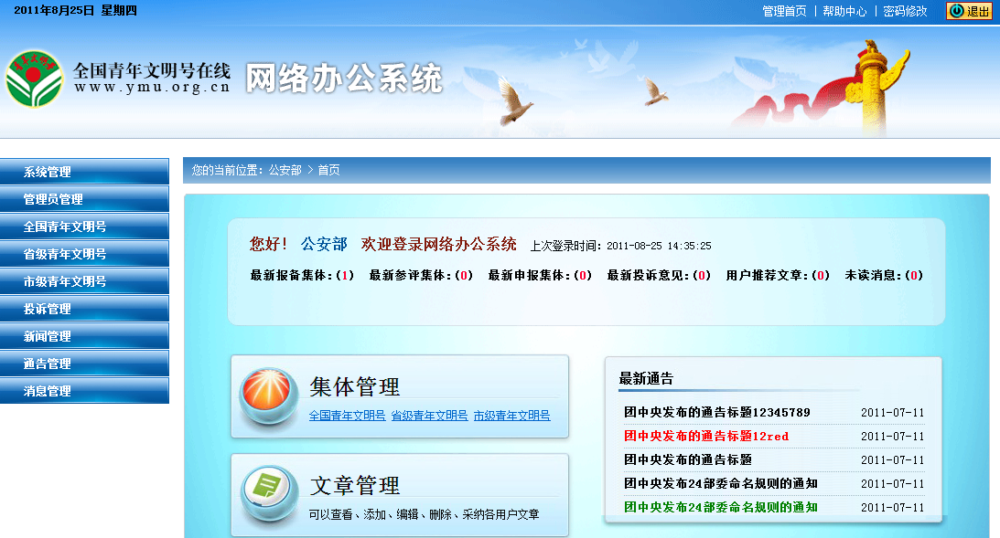 2011年8月25日 星期四
管理首页 | 帮助中心 | 密码修改 退出
全国青年文明号在线
www.ymu.org.cn
网络办公系统
系统管理
管理员管理
全国青年文明号
省级青年文明号
市级青年文明号
投诉管理
新闻管理
通告管理
消息管理
您的当前位置：公安部 > 首页
您好！ 公安部 欢迎登录网络办公系统 上次登录时间：2011-08-25 14:35:25
最新报备集体:(1) 最新参评集体:(0) 最新申报集体:(0) 最新投诉意见:(0) 用户推荐文章:(0) 未读消息:(0)
集体管理
全国青年文明号 省级青年文明号 市级青年文明号
文章管理
可以查看、添加、编辑、删除、采纳各用户文章
最新通告
团中央发布的通告标题12345789 2011-07-11
团中央发布的通告标题12red 2011-07-11
团中央发布的通告标题 2011-07-11
团中央发布24部委命名规则的通知 2011-07-11
团中央发布24部委命名规则的通知 2011-07-11